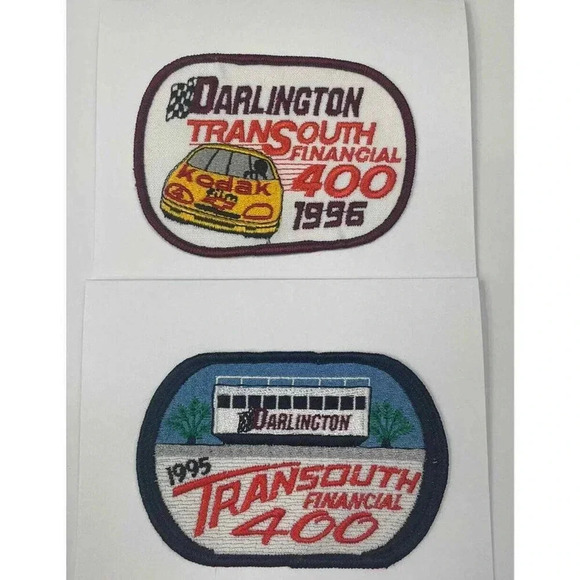 DARLINGTON
TRANSOUTH
FINANCIAL
400
1996
Kodak
film
DARLINGTON
1995
TRANSOUTH
FINANCIAL
400